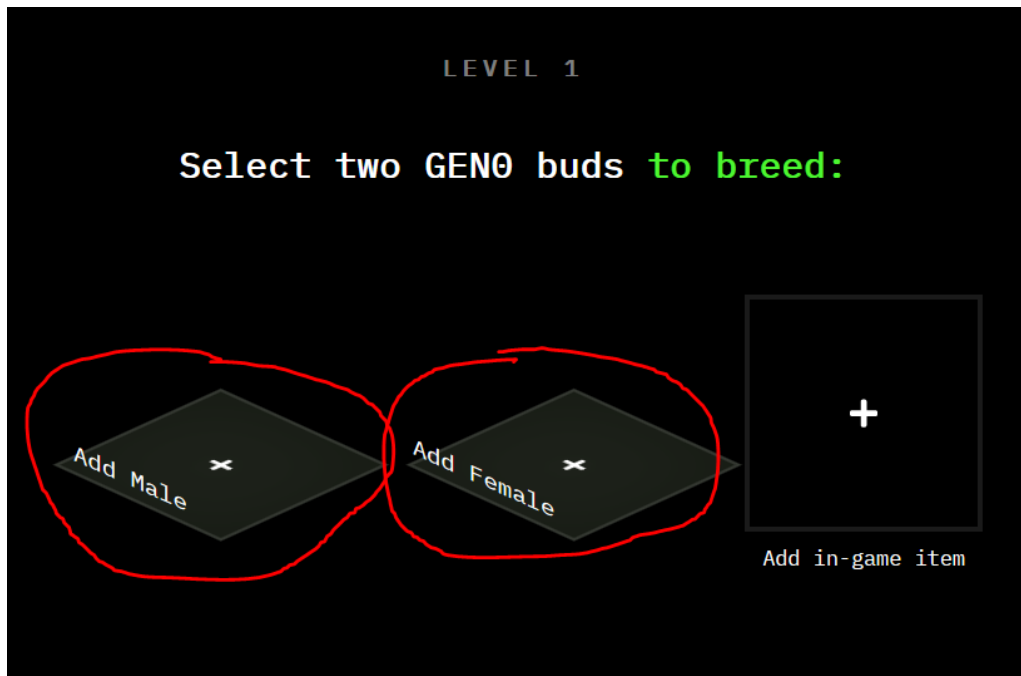 LEVEL 1
Select two GEN0 buds to breed:
Add Male
Add Female
Add in-game item